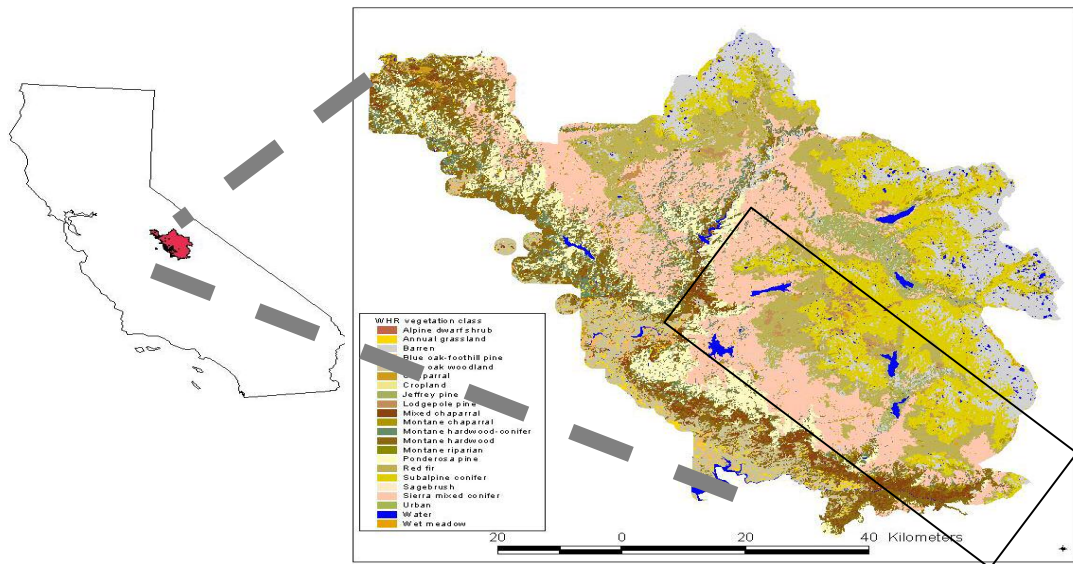 WHR vegetation class
Alpine dwarf shrub
Annual grassland
Barren
Blue oak-foothill pine
oak woodland
Cropland
Jeffrey pine
Lodgepole pine
Mixed chaparral
Montane chaparral
Montane hardwood-conifer
Montane hardwood
Montane riparian
Ponderosa pine
Red fir
Subalpine conifer
Sagebrush
Sierra mixed conifer
Urban
Water
Wet meadow
20 0 20 40 Kilometers